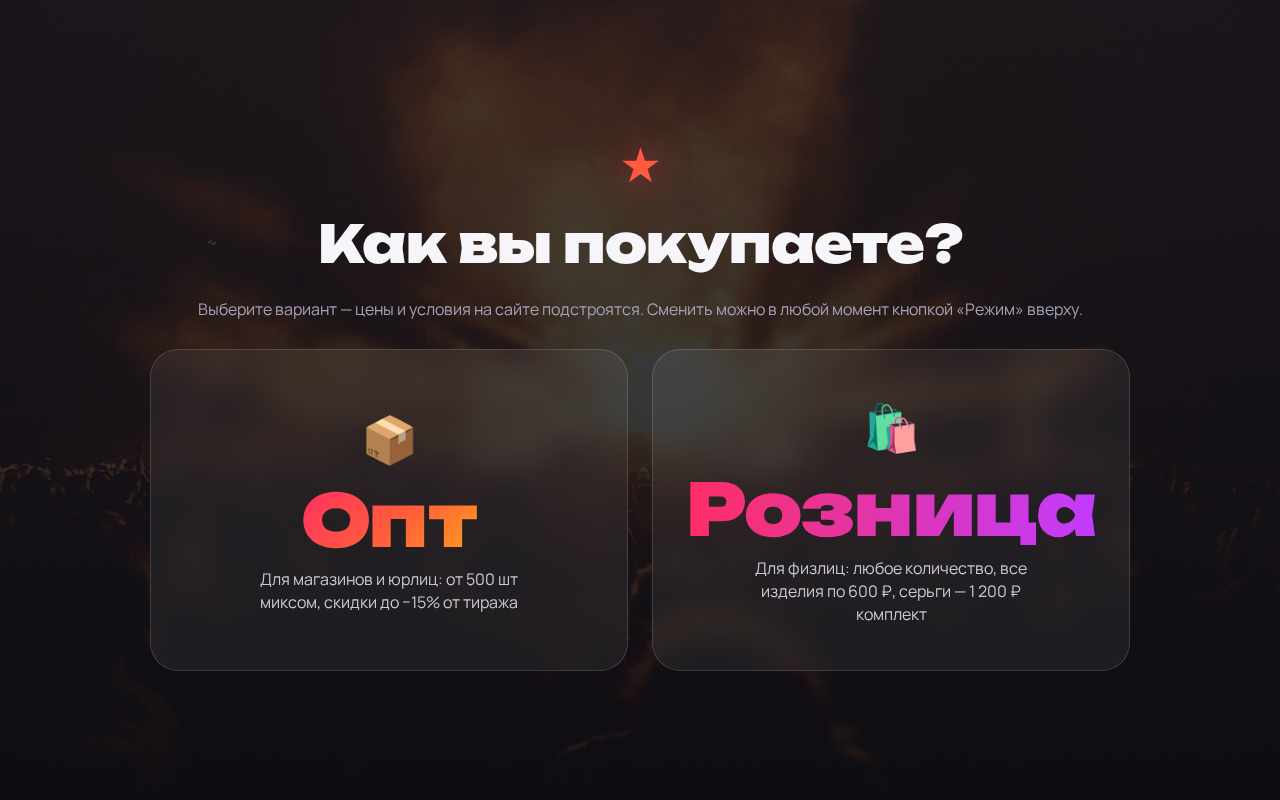 Как вы покупаете?
Выберите вариант — цены и условия на сайте подстроятся. Сменить можно в любой момент кнопкой «Режим» вверху.
Опт
Для магазинов и юрлиц: от 500 шт
миксом, скидки до −15% от тиража
Розница
Для физлиц: любое количество, все
изделия по 600 ₽, серьги — 1 200 ₽
комплект